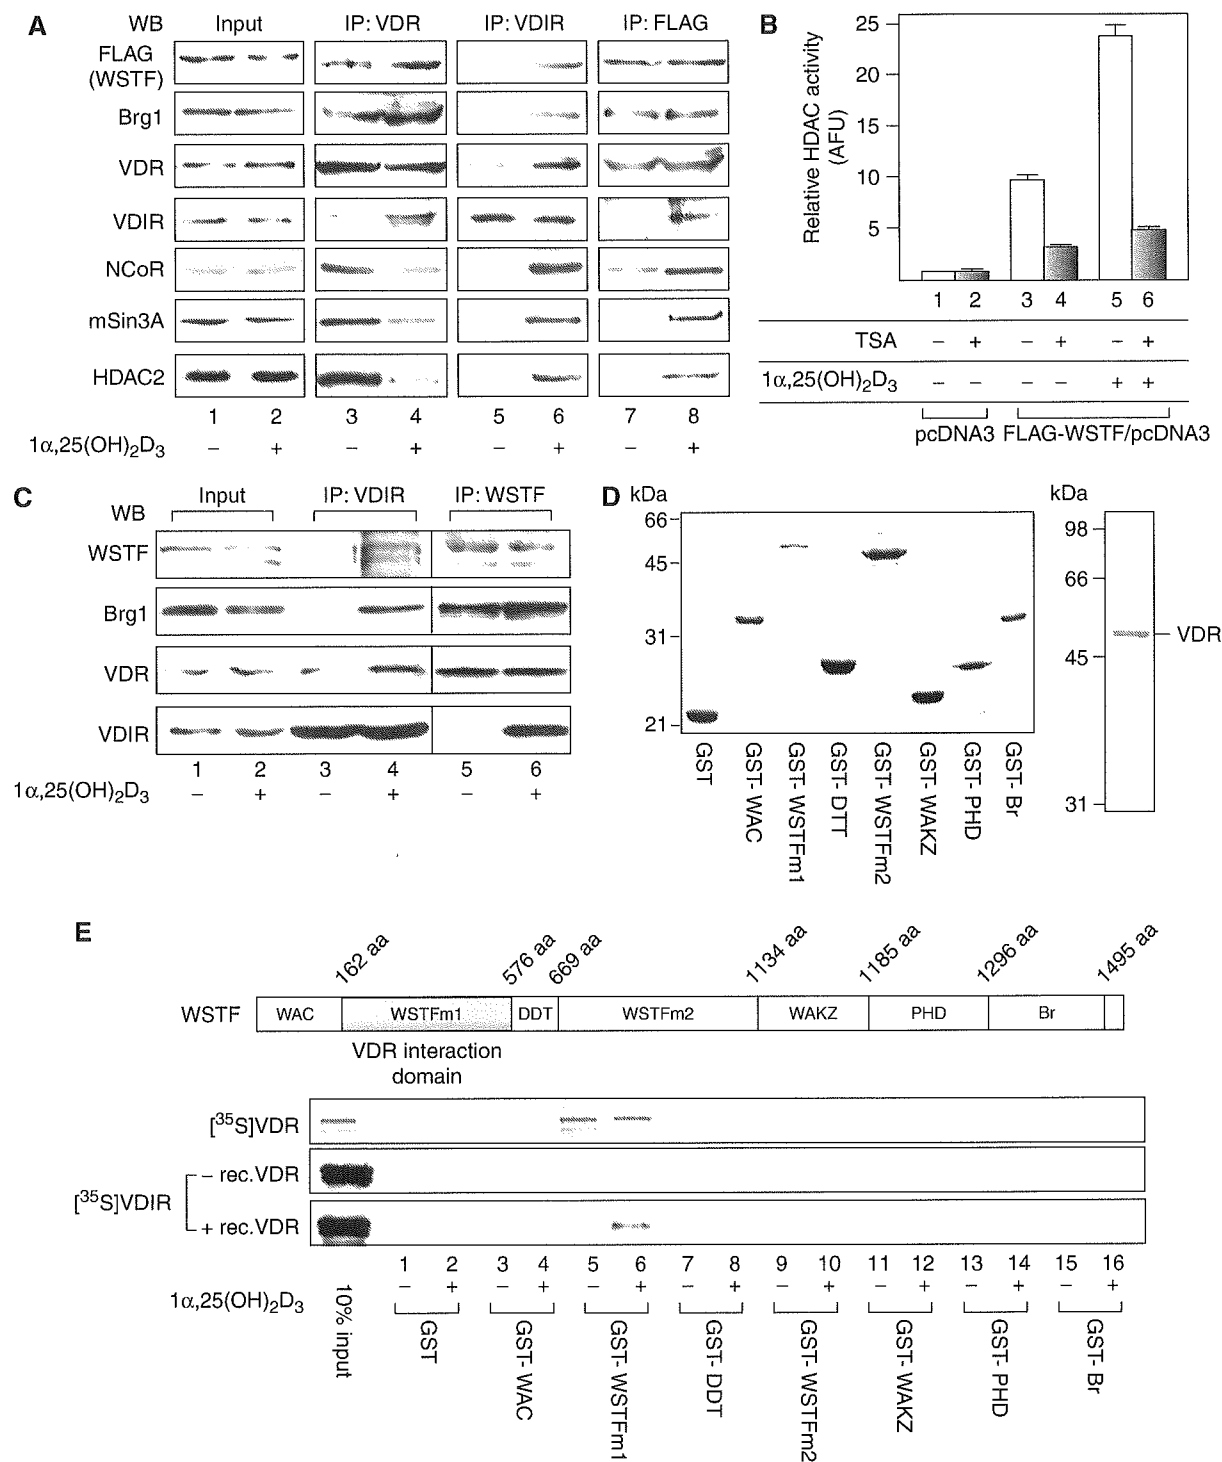 A
WB Input IP: VDR IP: VDIR IP: FLAG
FLAG
(WSTF)
Brg1
VDR
VDIR
NCoR
mSin3A
HDAC2
1 2 3 4 5 6 7 8
1α,25(OH)₂D₃ − + − + − + − +
B
Relative HDAC activity
(AFU)
25
20
15
10
5
1 2 3 4 5 6
TSA − + − + − +
1α,25(OH)₂D₃ − − − − + +
pcDNA3 FLAG-WSTF/pcDNA3
C
WB Input IP: VDIR IP: WSTF
WSTF
Brg1
VDR
VDIR
1 2 3 4 5 6
1α,25(OH)₂D₃ − + − + − +
D
kDa
66
45
31
21
GST
GST- WAC
GST- WSTFm1
GST- DTT
GST- WSTFm2
GST- WAKZ
GST- PHD
GST- Br
kDa
98
66
45
31
VDR
E
162 aa 576 aa 669 aa 1134 aa 1185 aa 1296 aa 1495 aa
WSTF WAC WSTFm1 DDT WSTFm2 WAKZ PHD Br
VDR interaction
domain
[³⁵S]VDR
[³⁵S]VDIR
− rec.VDR
+ rec.VDR
1 2 3 4 5 6 7 8 9 10 11 12 13 14 15 16
1α,25(OH)₂D₃ − + − + − + − + − + − + − + − +
10% input
GST
GST- WAC
GST- WSTFm1
GST- DDT
GST- WSTFm2
GST- WAKZ
GST- PHD
GST- Br